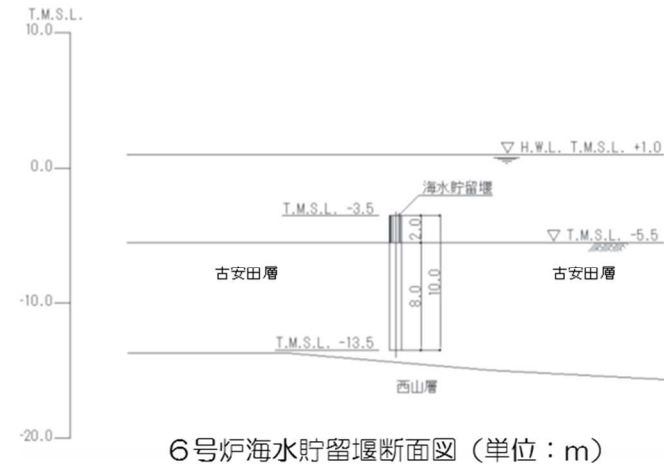 T.M.S.L.
10.0
▽ H.W.L. T.M.S.L. +1.0
0.0
海水貯留堰
T.M.S.L. -3.5
2.0
▽ T.M.S.L. -5.5
古安田層
古安田層
8.0
10.0
-10.0
T.M.S.L. -13.5
西山層
-20.0
6号炉海水貯留堰断面図（単位：m）